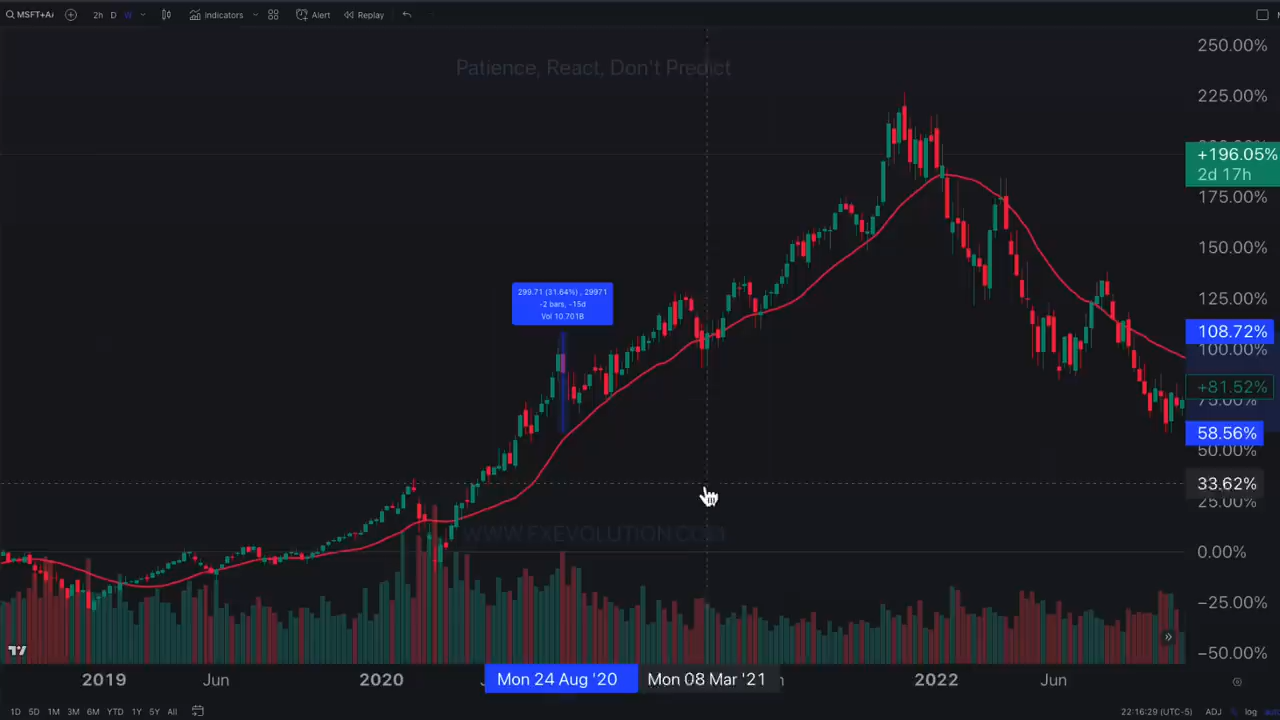 MSFT+A
2h D W Indicators Alert Replay
Patience, React, Don't Predict
250.00%
225.00%
+196.05%
2d 17h
175.00%
150.00%
125.00%
108.72%
100.00%
+81.52%
75.00%
58.56%
50.00%
33.62%
25.00%
0.00%
−25.00%
−50.00%
299.71 (31.64%) , 29971
-2 bars, -15d
Vol 10.701B
WWW.FXEVOLUTION.COM
2019 Jun 2020 Mon 24 Aug '20 Mon 08 Mar '21 2022 Jun
1D 5D 1M 3M 6M YTD 1Y 5Y All 22:16:29 (UTC-5) ADJ % log